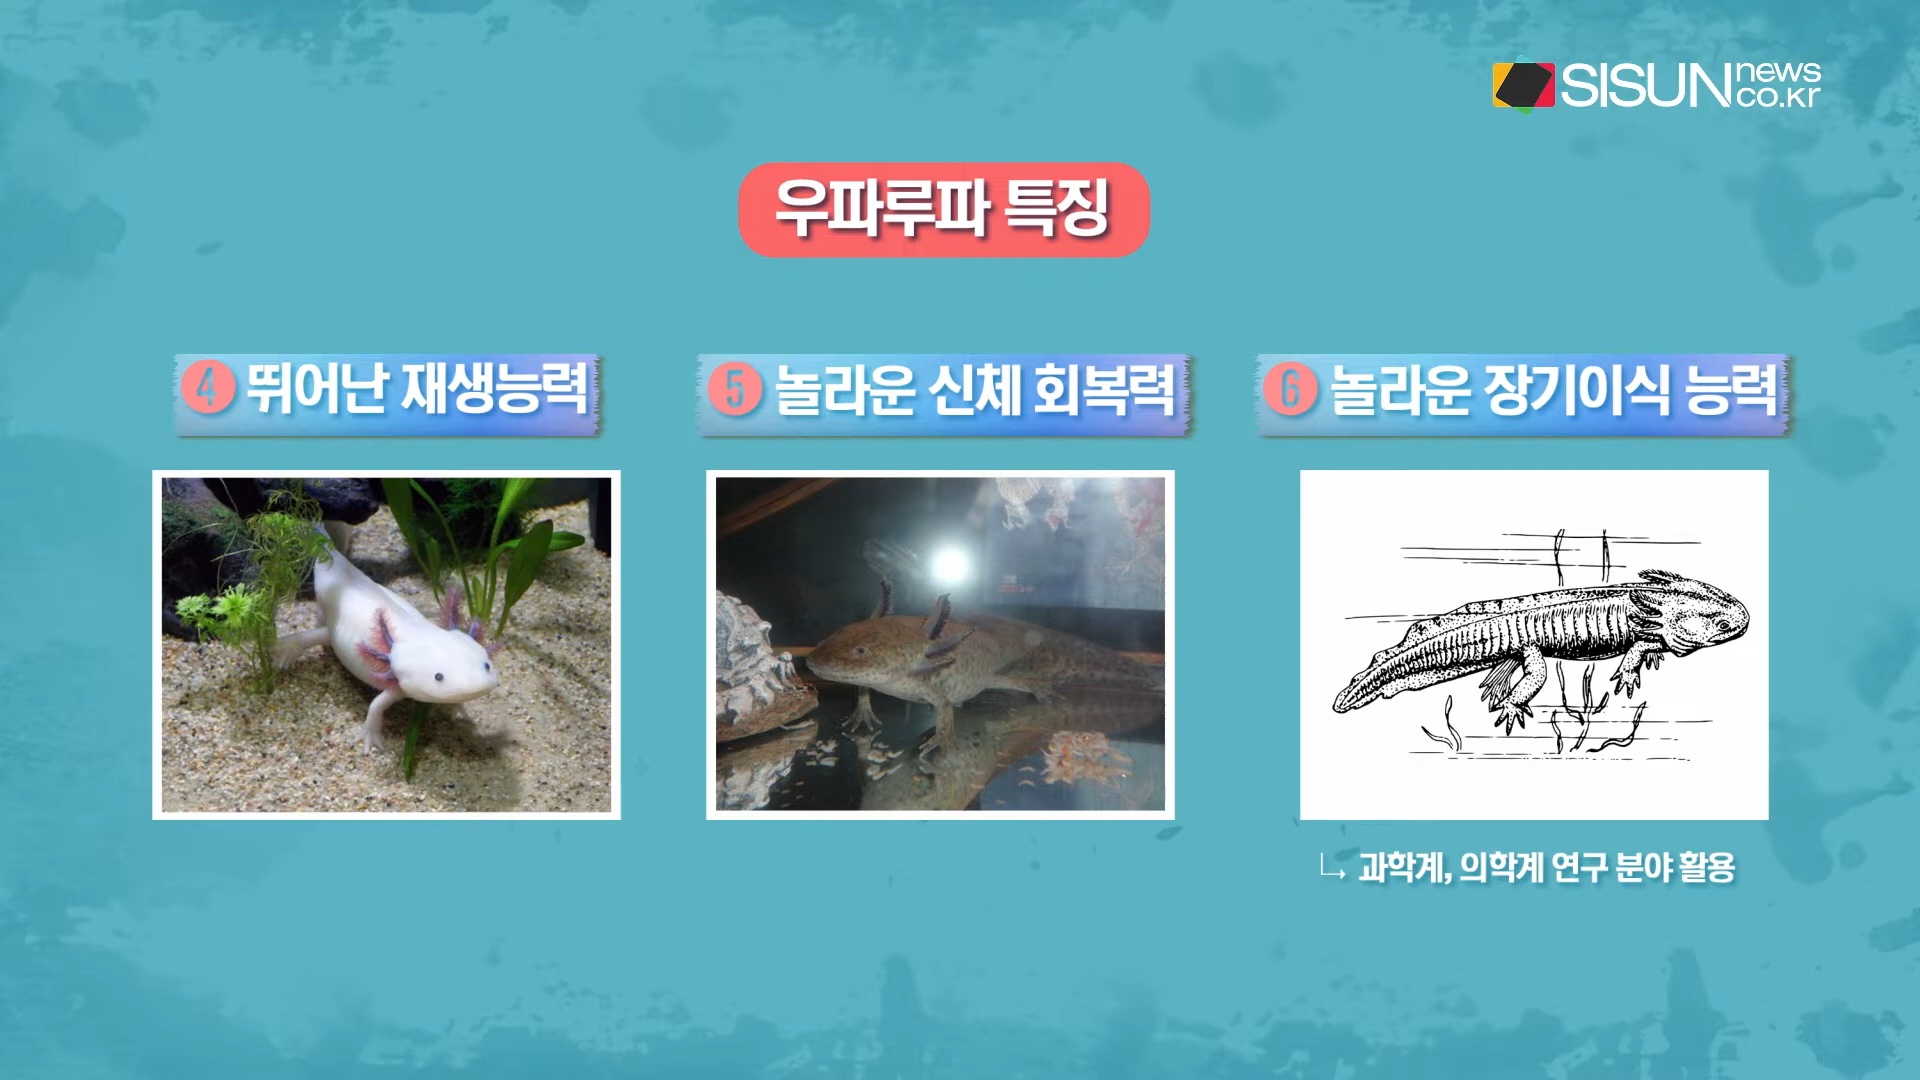 SISUN news
co.kr
우파루파 특징
4 뛰어난 재생능력
5 놀라운 신체 회복력
6 놀라운 장기이식 능력
과학계, 의학계 연구 분야 활용